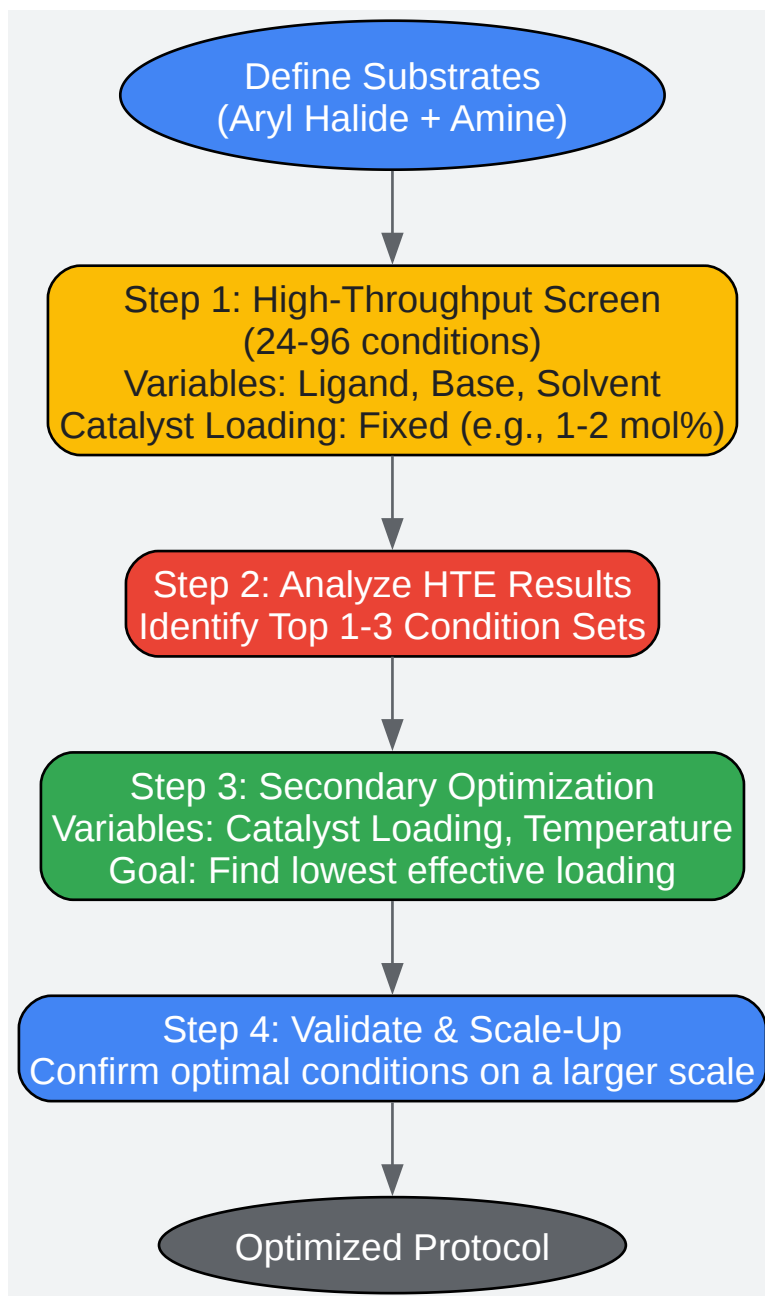 Define Substrates
(Aryl Halide + Amine)
Step 1: High-Throughput Screen
(24-96 conditions)
Variables: Ligand, Base, Solvent
Catalyst Loading: Fixed (e.g., 1-2 mol%)
Step 2: Analyze HTE Results
Identify Top 1-3 Condition Sets
Step 3: Secondary Optimization
Variables: Catalyst Loading, Temperature
Goal: Find lowest effective loading
Step 4: Validate & Scale-Up
Confirm optimal conditions on a larger scale
Optimized Protocol